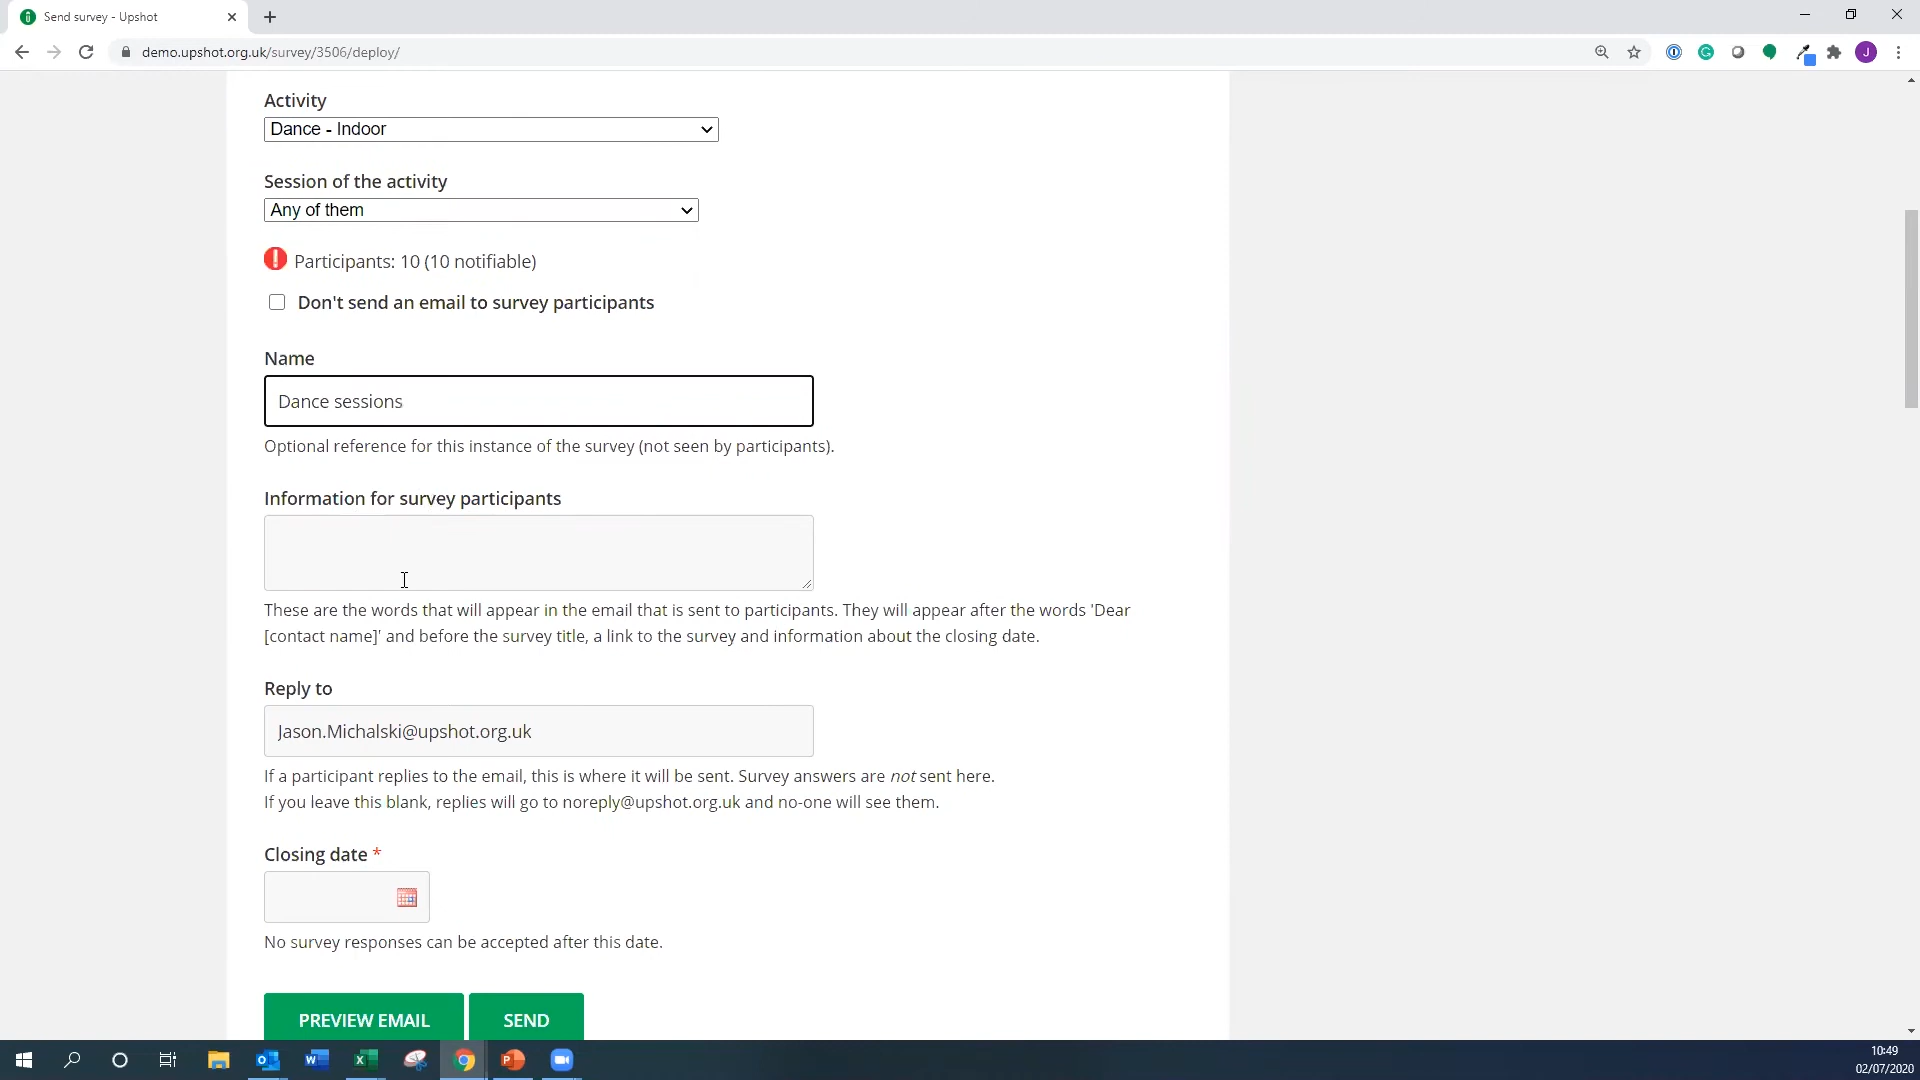 Send survey - Upshot
demo.upshot.org.uk/survey/3506/deploy/
J
Activity
Dance - Indoor
Session of the activity
Any of them
Participants: 10 (10 notifiable)
Don't send an email to survey participants
Name
Dance sessions
Optional reference for this instance of the survey (not seen by participants).
Information for survey participants
These are the words that will appear in the email that is sent to participants. They will appear after the words 'Dear
[contact name]' and before the survey title, a link to the survey and information about the closing date.
Reply to
Jason.Michalski@upshot.org.uk
If a participant replies to the email, this is where it will be sent. Survey answers are not sent here.
If you leave this blank, replies will go to noreply@upshot.org.uk and no-one will see them.
Closing date *
No survey responses can be accepted after this date.
PREVIEW EMAIL SEND
10:49
02/07/2020